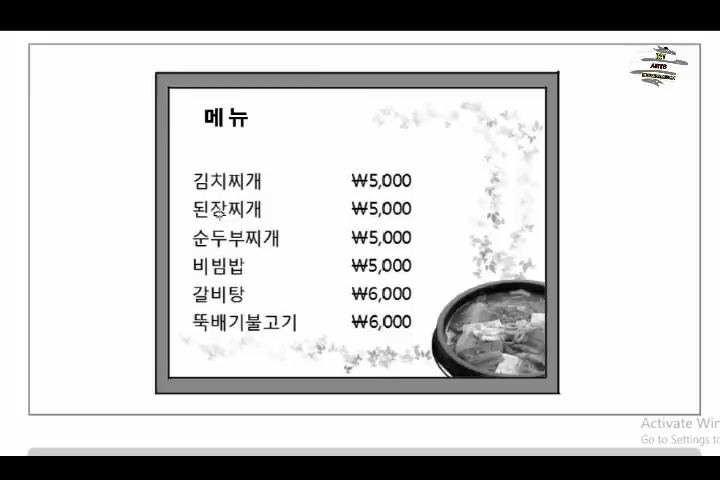 메뉴
김치찌개 ₩5,000
된장찌개 ₩5,000
순두부찌개 ₩5,000
비빔밥 ₩5,000
갈비탕 ₩6,000
뚝배기불고기 ₩6,000
Activate Win
Go to Settings to